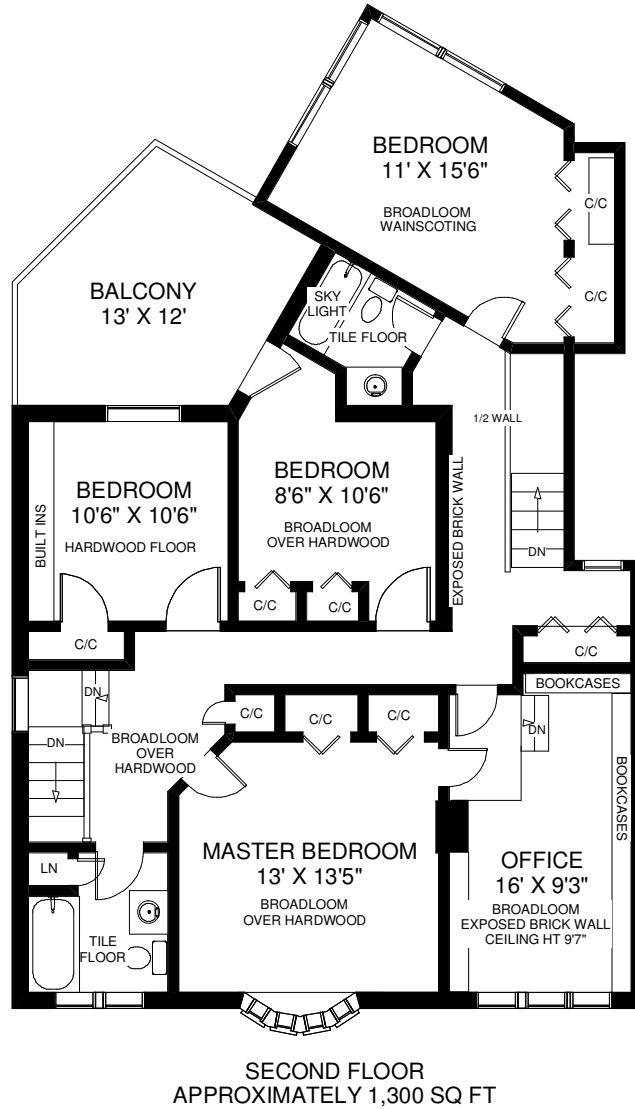 BEDROOM
11' X 15'6"
BROADLOOM
WAINSCOTING
C/C
C/C
BALCONY
13' X 12'
SKY
LIGHT
TILE FLOOR
1/2 WALL
BEDROOM
10'6" X 10'6"
HARDWOOD FLOOR
BUILT INS
BEDROOM
8'6" X 10'6"
BROADLOOM
OVER HARDWOOD
EXPOSED BRICK WALL
DN
C/C
C/C
C/C
C/C
BOOKCASES
DN
DN
BROADLOOM
OVER
HARDWOOD
C/C
C/C
C/C
DN
BOOKCASES
MASTER BEDROOM
13' X 13'5"
BROADLOOM
OVER HARDWOOD
OFFICE
16' X 9'3"
BROADLOOM
EXPOSED BRICK WALL
CEILING HT 9'7"
LN
TILE
FLOOR
SECOND FLOOR
APPROXIMATELY 1,300 SQ FT